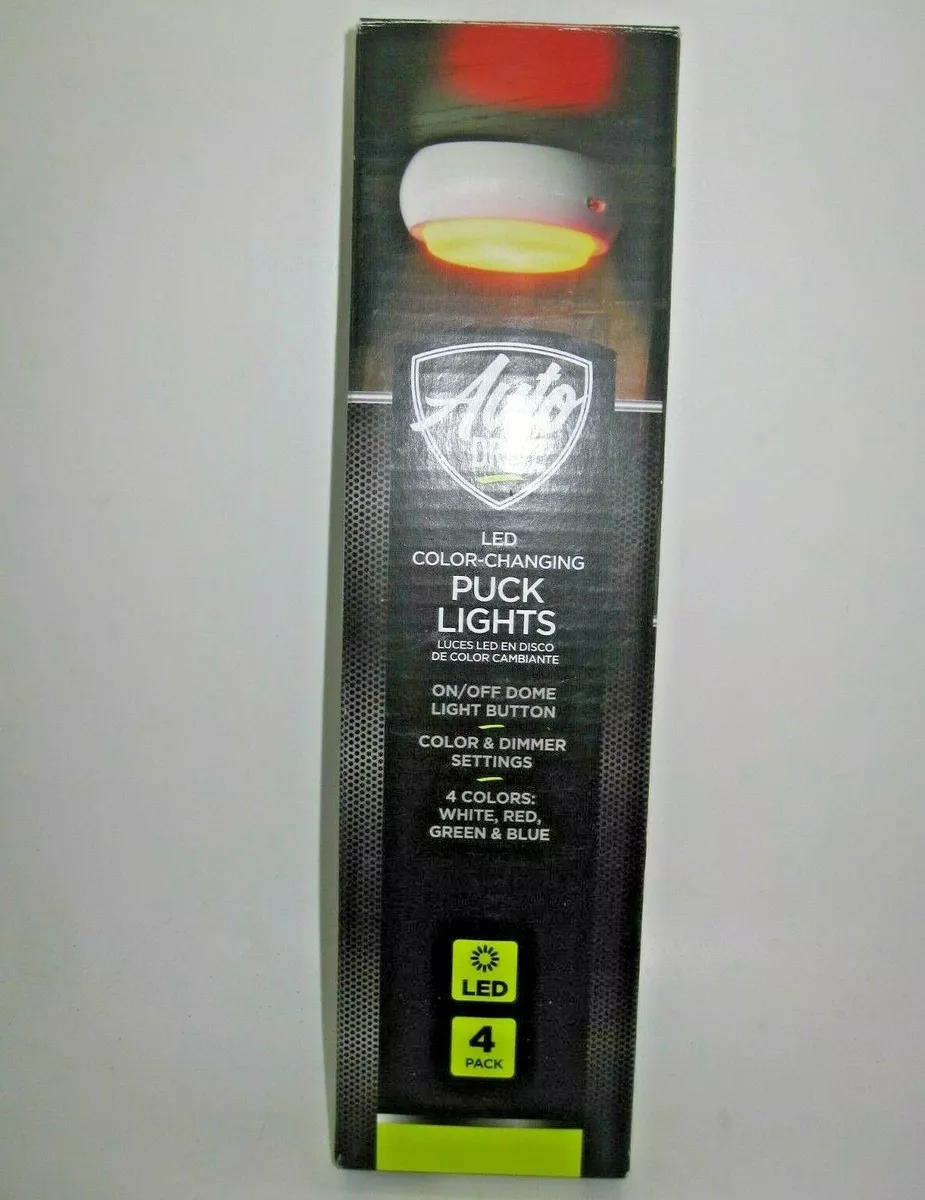 Auto
DRIVE
LED
COLOR-CHANGING
PUCK
LIGHTS
LUCES LED EN DISCO
DE COLOR CAMBIANTE
ON/OFF DOME
LIGHT BUTTON
COLOR & DIMMER
SETTINGS
4 COLORS:
WHITE, RED,
GREEN & BLUE
LED
4
PACK